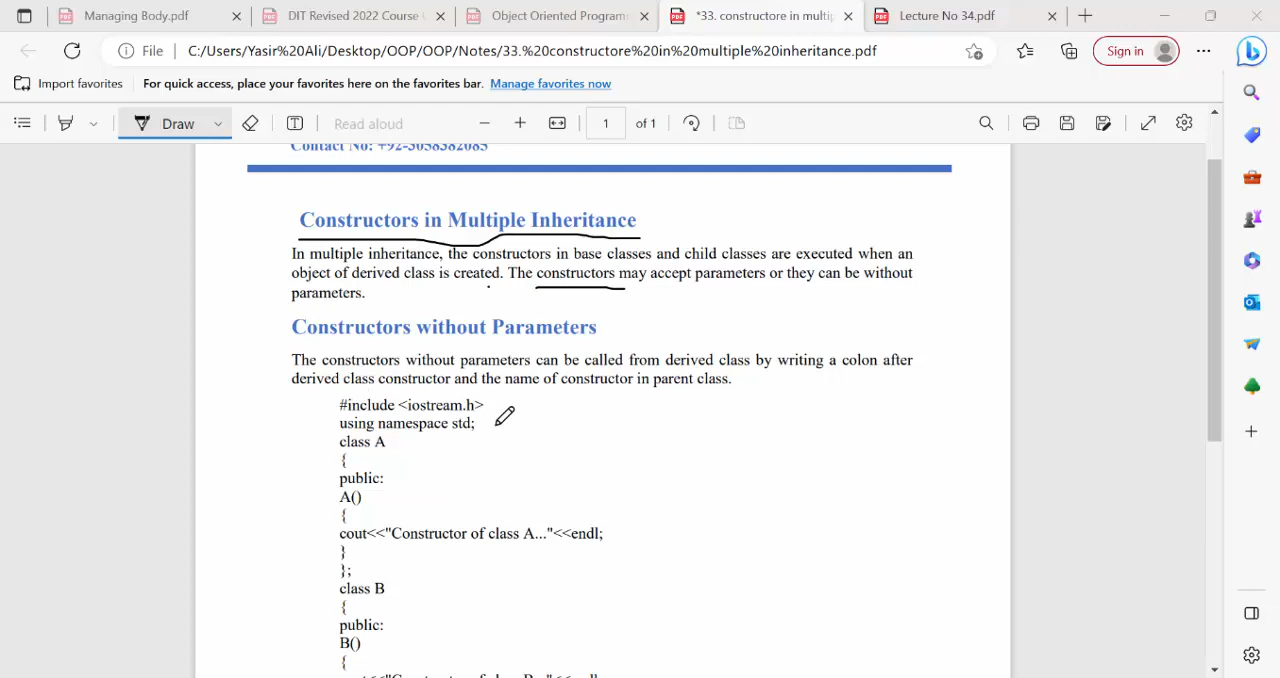 Managing Body.pdf
DIT Revised 2022 Course
Object Oriented Program
*33. constructore in multip
Lecture No 34.pdf
File
C:/Users/Yasir%20Ali/Desktop/OOP/OOP/Notes/33.%20constructore%20in%20multiple%20inheritance.pdf
Sign in
Import favorites
For quick access, place your favorites here on the favorites bar. Manage favorites now
Draw
Read aloud
1 of 1
Contact No: +92-3058382085
Constructors in Multiple Inheritance
In multiple inheritance, the constructors in base classes and child classes are executed when an
object of derived class is created. The constructors may accept parameters or they can be without
parameters.
Constructors without Parameters
The constructors without parameters can be called from derived class by writing a colon after
derived class constructor and the name of constructor in parent class.
#include <iostream.h>
using namespace std;
class A
{
public:
A()
{
cout<<"Constructor of class A..."<<endl;
}
};
class B
{
public:
B()
{